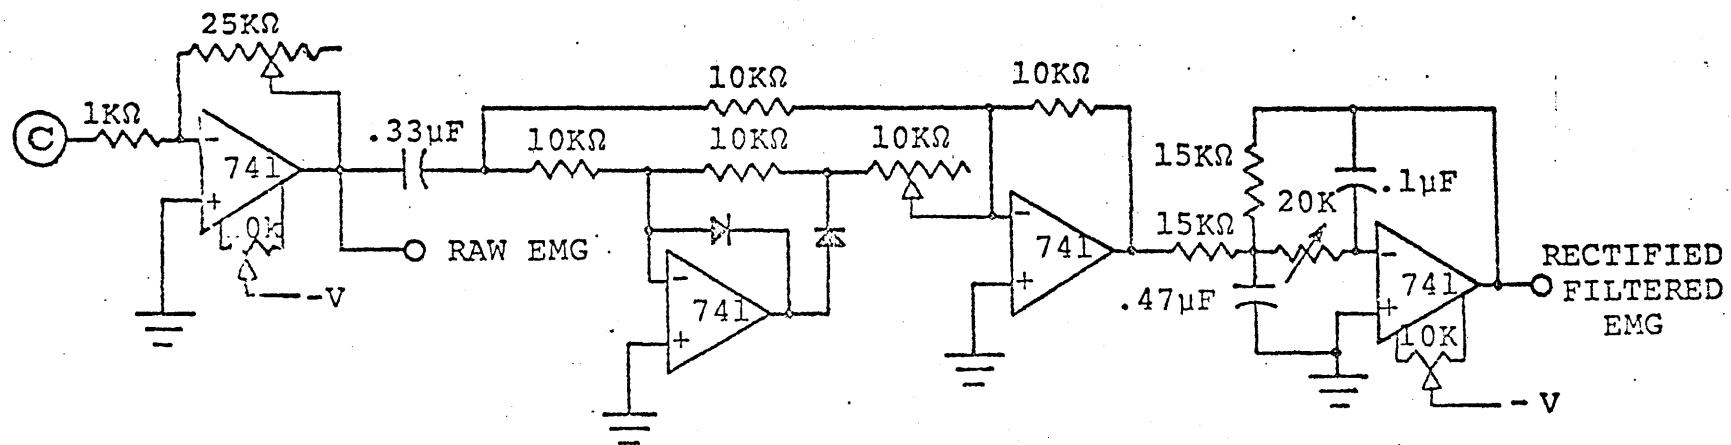 25KΩ
1KΩ
C
-
+
741
.0k
-V
RAW EMG
.33µF
10KΩ
10KΩ
10KΩ
10KΩ
10KΩ
-
+
741
-
+
741
15KΩ
15KΩ
20K
.1µF
.47µF
-
+
741
10K
-V
RECTIFIED
FILTERED
EMG